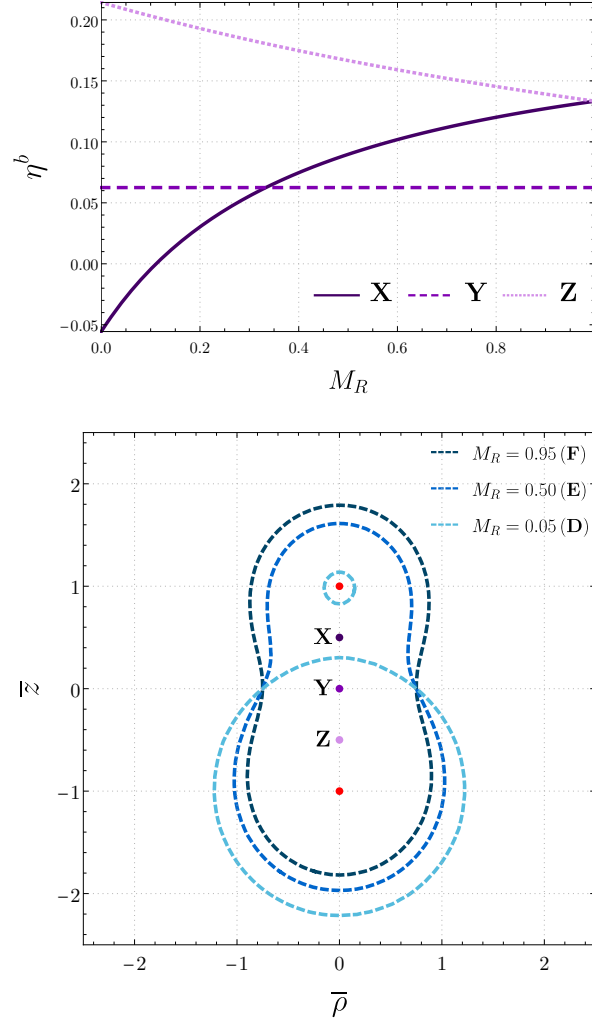 0.20
0.15
0.10
0.05
0.00
−0.05
η^b
X Y Z
0.0 0.2 0.4 0.6 0.8
M_R
M_R = 0.95 (F)
M_R = 0.50 (E)
M_R = 0.05 (D)
2
1
0
−1
−2
z̅
X
Y
Z
−2 −1 0 1 2
ρ̅